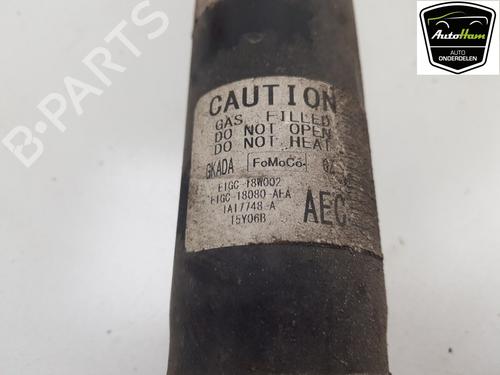 AutoHam
AUTO
ONDERDELEN
B-PARTS
CAUTION
GAS FILLED
DO NOT OPEN
DO NOT HEAT
GKADA FoMoCo
E1GC-18W002
E1GC-18080-AEA
1A17748-A
15Y06B
AEC